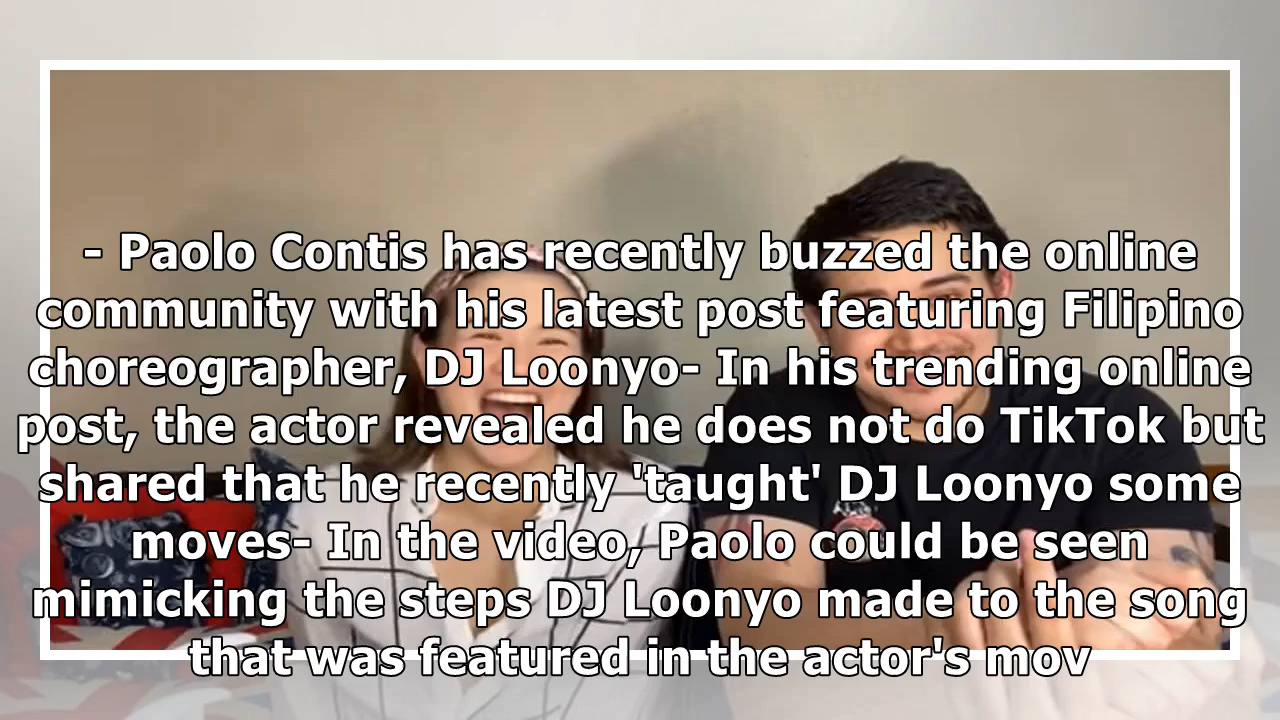 - Paolo Contis has recently buzzed the online
community with his latest post featuring Filipino
choreographer, DJ Loonyo- In his trending online
post, the actor revealed he does not do TikTok but
shared that he recently 'taught' DJ Loonyo some
moves- In the video, Paolo could be seen
mimicking the steps DJ Loonyo made to the song
that was featured in the actor's mov